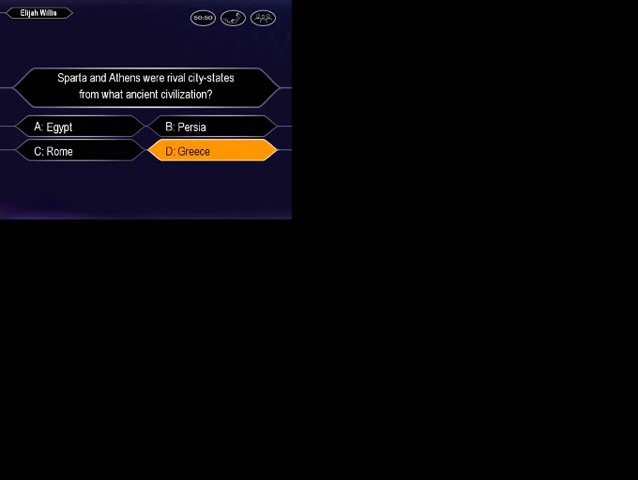 Elijah Willis
50:50
Sparta and Athens were rival city-states
from what ancient civilization?
A: Egypt
B: Persia
C: Rome
D: Greece